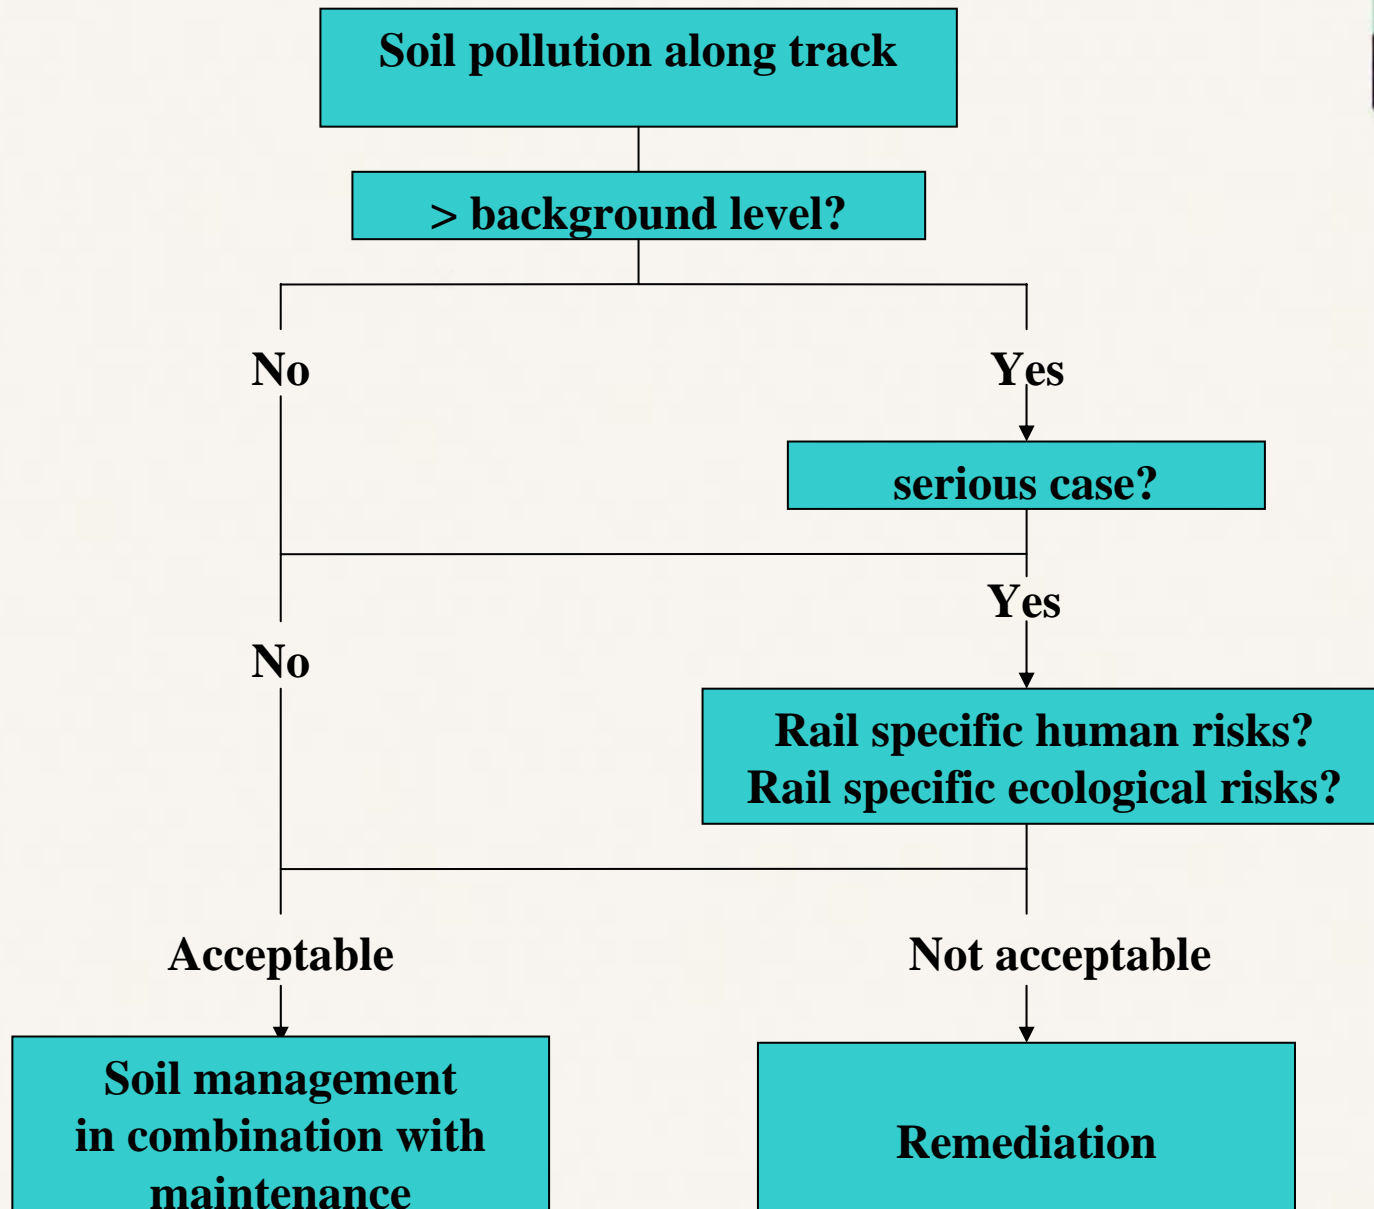 Soil pollution along track
> background level?
No
Yes
serious case?
Yes
No
Rail specific human risks?
Rail specific ecological risks?
Acceptable
Not acceptable
Soil management
in combination with
maintenance
Remediation